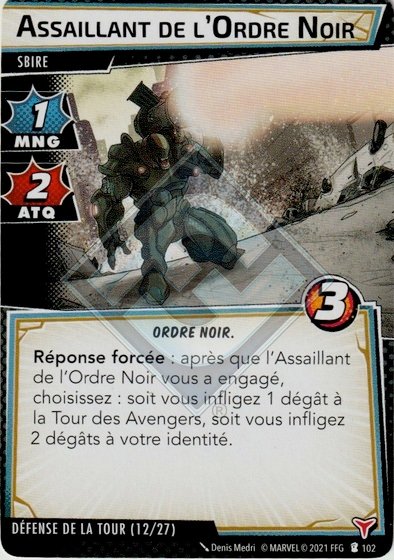 ASSAILLANT DE L'ORDRE NOIR
SBIRE
1
MNG
2
ATQ
3
ORDRE NOIR.
Réponse forcée : après que l'Assaillant
de l'Ordre Noir vous a engagé,
choisissez : soit vous infligez 1 dégât à
la Tour des Avengers, soit vous infligez
2 dégâts à votre identité.
®
DÉFENSE DE LA TOUR (12/27)
Denis Medri © MARVEL © 2021 FFG 102